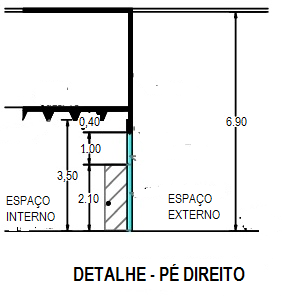 0,40
6.90
1.00
3,50
2.10
ESPAÇO
INTERNO
ESPAÇO
EXTERNO
DETALHE - PÉ DIREITO